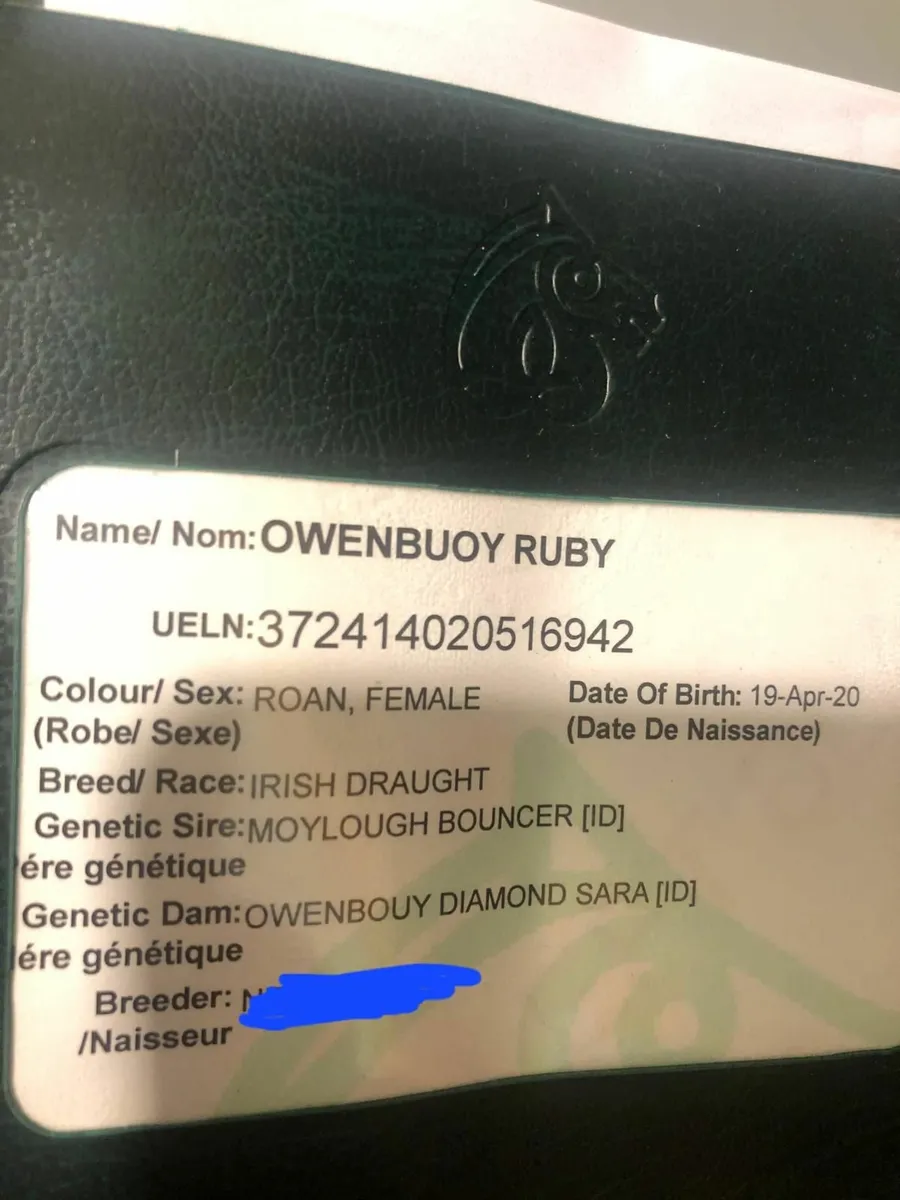 Name/ Nom:OWENBUOY RUBY
UELN:372414020516942
Colour/ Sex: ROAN, FEMALE Date Of Birth: 19-Apr-20
(Robe/ Sexe) (Date De Naissance)
Breed/ Race:IRISH DRAUGHT
Genetic Sire:MOYLOUGH BOUNCER [ID]
ére génétique
Genetic Dam:OWENBOUY DIAMOND SARA [ID]
ére génétique
Breeder:
/Naisseur